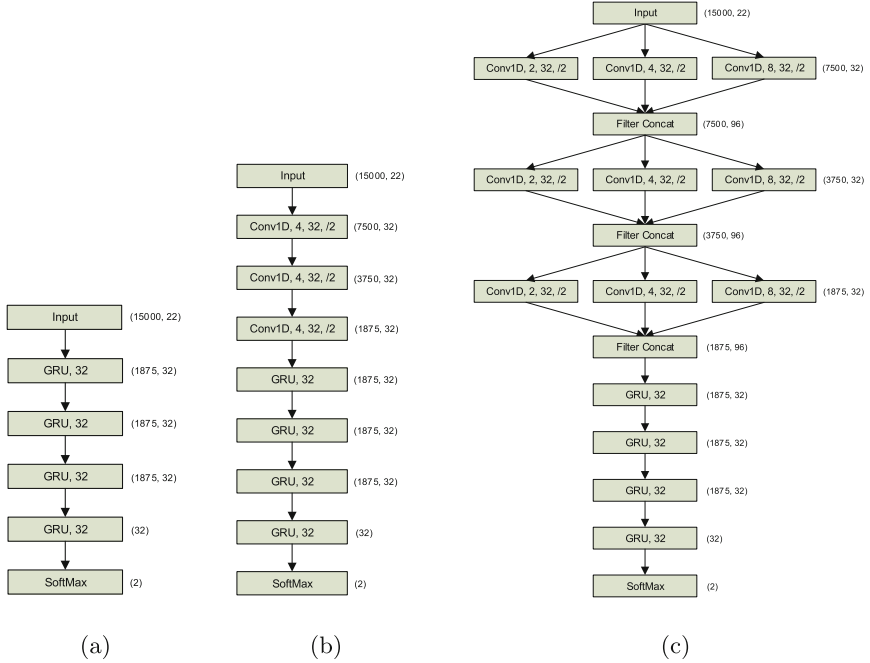 Input (15000, 22)
GRU, 32 (1875, 32)
GRU, 32 (1875, 32)
GRU, 32 (1875, 32)
GRU, 32 (32)
SoftMax (2)
(a)
Input (15000, 22)
Conv1D, 4, 32, /2 (7500, 32)
Conv1D, 4, 32, /2 (3750, 32)
Conv1D, 4, 32, /2 (1875, 32)
GRU, 32 (1875, 32)
GRU, 32 (1875, 32)
GRU, 32 (1875, 32)
GRU, 32 (32)
SoftMax (2)
(b)
Input (15000, 22)
Conv1D, 2, 32, /2 Conv1D, 4, 32, /2 Conv1D, 8, 32, /2 (7500, 32)
Filter Concat (7500, 96)
Conv1D, 2, 32, /2 Conv1D, 4, 32, /2 Conv1D, 8, 32, /2 (3750, 32)
Filter Concat (3750, 96)
Conv1D, 2, 32, /2 Conv1D, 4, 32, /2 Conv1D, 8, 32, /2 (1875, 32)
Filter Concat (1875, 96)
GRU, 32 (1875, 32)
GRU, 32 (1875, 32)
GRU, 32 (1875, 32)
GRU, 32 (32)
SoftMax (2)
(c)